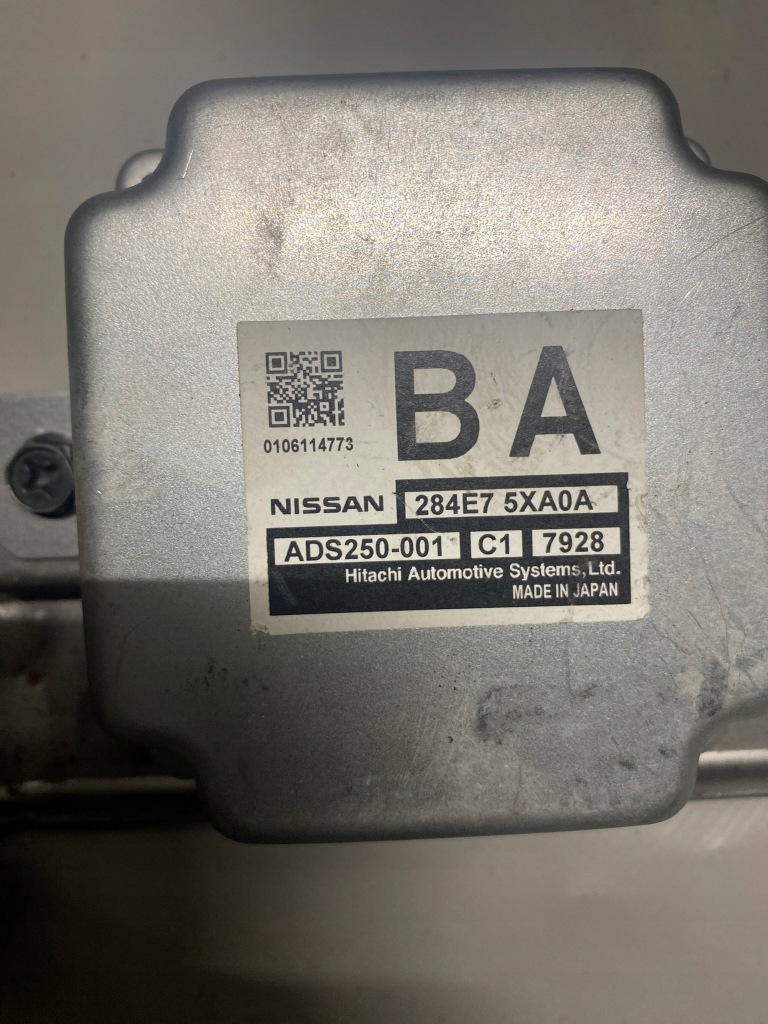 BA
0106114773
NISSAN 284E7 5XA0A
ADS250-001 C1 7928
Hitachi Automotive Systems,Ltd.
MADE IN JAPAN